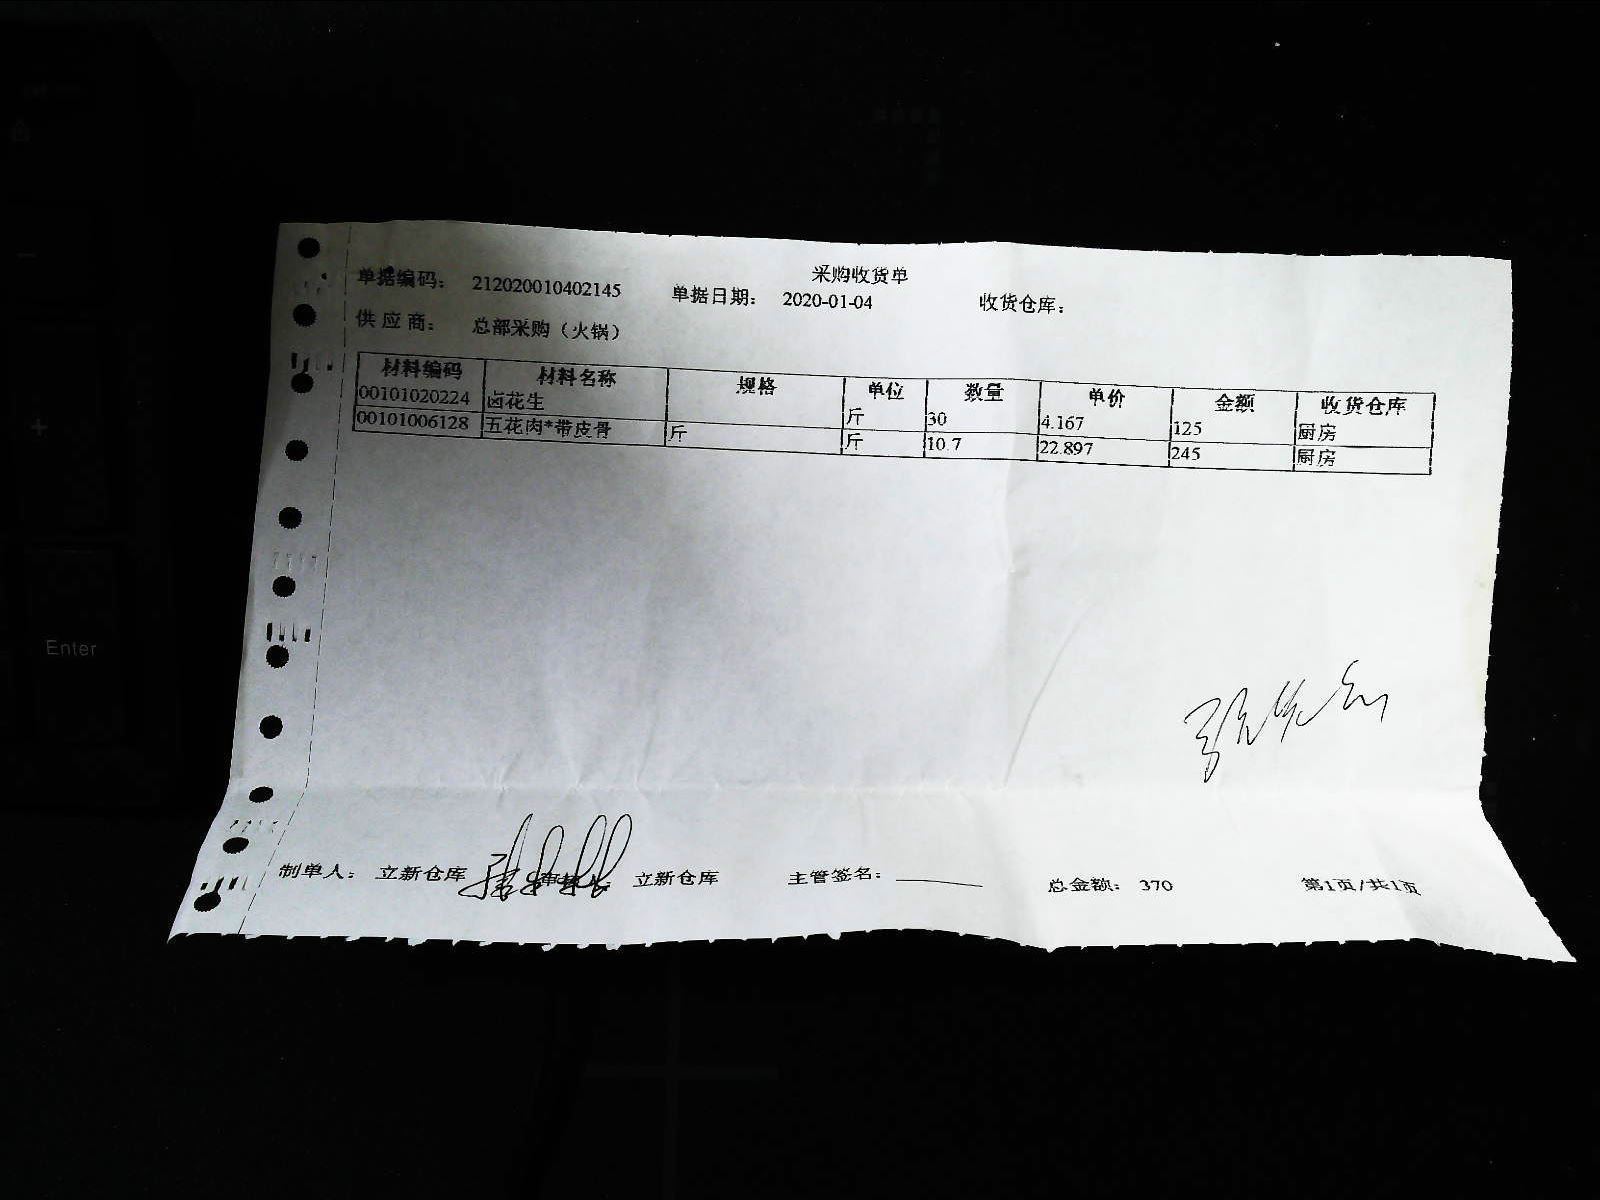 采购收货单
单据编码： 212020010402145 单据日期： 2020-01-04 收货仓库：
供应商： 总部采购（火锅）
材料编码 材料名称 规格 单位 数量 单价 金额 收货仓库
00101020224 卤花生 斤 30 4.167 125 厨房
00101006128 五花肉*带皮骨 斤 斤 10.7 22.897 245 厨房
制单人： 立新仓库 立新仓库 主管签名： 总金额： 370 第1页/共1页
Enter